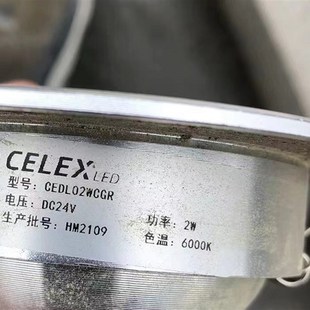 CELEX LED
型号: CEDL02WCGR
电压: DC24V 功率: 2W
生产批号: HM2109 色温: 6000K